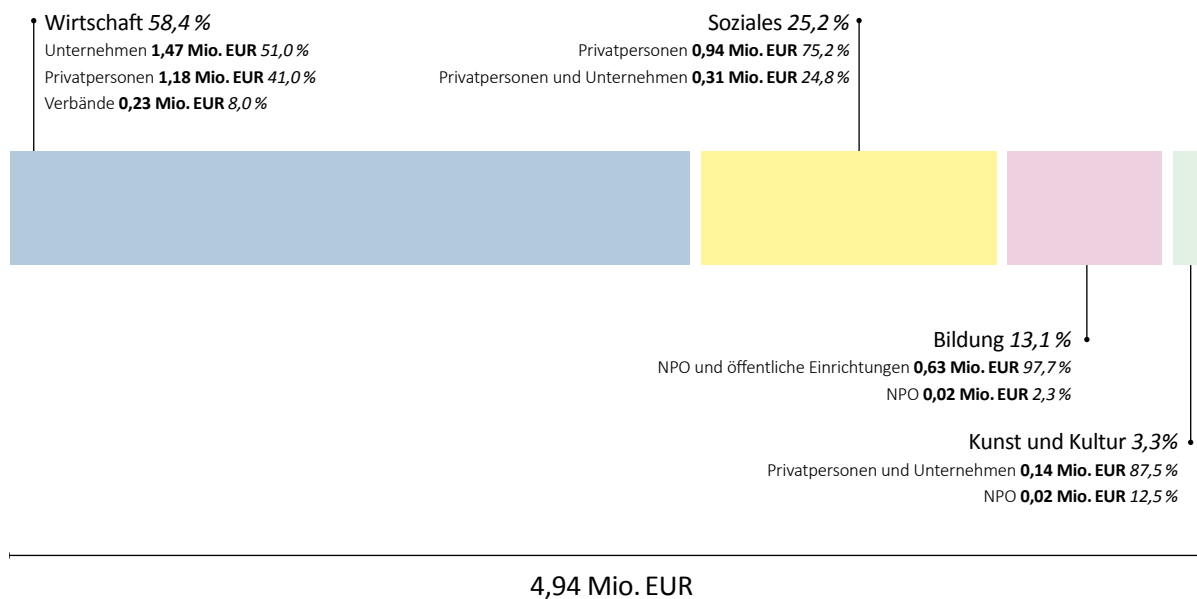 Wirtschaft 58,4 %
Unternehmen 1,47 Mio. EUR 51,0 %
Privatpersonen 1,18 Mio. EUR 41,0 %
Verbände 0,23 Mio. EUR 8,0 %
Soziales 25,2 %
Privatpersonen 0,94 Mio. EUR 75,2 %
Privatpersonen und Unternehmen 0,31 Mio. EUR 24,8 %
Bildung 13,1 %
NPO und öffentliche Einrichtungen 0,63 Mio. EUR 97,7 %
NPO 0,02 Mio. EUR 2,3 %
Kunst und Kultur 3,3%
Privatpersonen und Unternehmen 0,14 Mio. EUR 87,5 %
NPO 0,02 Mio. EUR 12,5 %
4,94 Mio. EUR